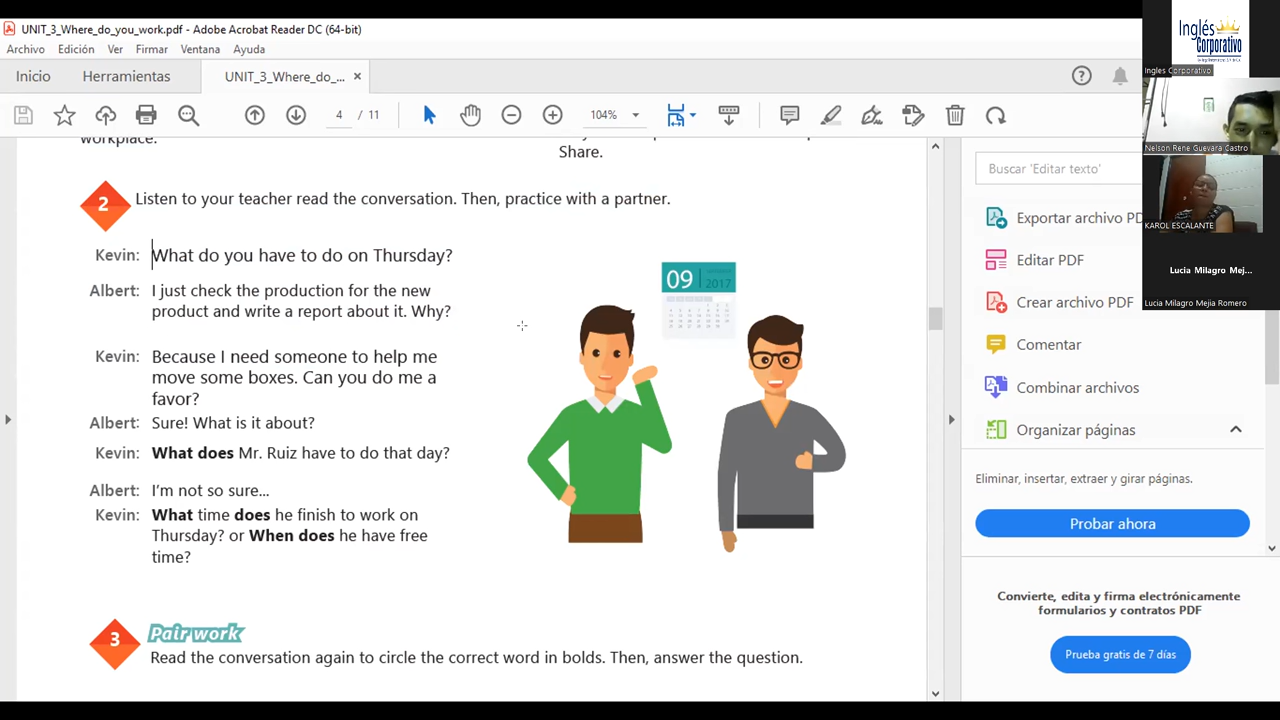 UNIT_3_Where_do_you_work.pdf - Adobe Acrobat Reader DC (64-bit)
Archivo Edición Ver Firmar Ventana Ayuda
Inicio Herramientas UNIT_3_Where_do_... ×
4 / 11 104%
workplace.
Share.
2 Listen to your teacher read the conversation. Then, practice with a partner.
Kevin: What do you have to do on Thursday?
Albert: I just check the production for the new
product and write a report about it. Why?
Kevin: Because I need someone to help me
move some boxes. Can you do me a
favor?
Albert: Sure! What is it about?
Kevin: What does Mr. Ruiz have to do that day?
Albert: I'm not so sure...
Kevin: What time does he finish to work on
Thursday? or When does he have free
time?
09 2017
3 Pair work
Read the conversation again to circle the correct word in bolds. Then, answer the question.
Buscar 'Editar texto'
Exportar archivo PD
Editar PDF
Crear archivo PDF
Comentar
Combinar archivos
Organizar páginas
Eliminar, insertar, extraer y girar páginas.
Probar ahora
Convierte, edita y firma electrónicamente
formularios y contratos PDF
Prueba gratis de 7 días
Inglés
Corporativo
Ingles Corporativo
Nelson Rene Guevara Castro
KAROL ESCALANTE
Lucia Milagro Mej...
Lucia Milagro Mejia Romero